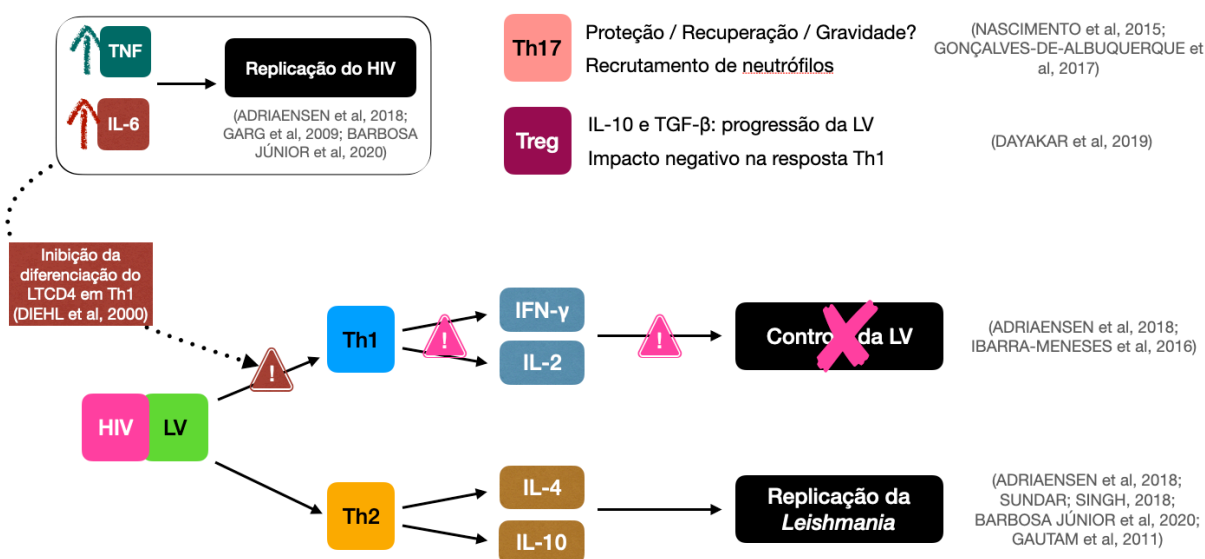 TNF
IL-6
Replicação do HIV
(ADRIAENSEN et al, 2018;
GARG et al, 2009; BARBOSA
JÚNIOR et al, 2020)
Th17
Proteção / Recuperação / Gravidade?
Recrutamento de neutrófilos
(NASCIMENTO et al, 2015;
GONÇALVES-DE-ALBUQUERQUE et
al, 2017)
Treg
IL-10 e TGF-β: progressão da LV
Impacto negativo na resposta Th1
(DAYAKAR et al, 2019)
Inibição da
diferenciação do
LTCD4 em Th1
(DIEHL et al, 2000)
!
HIV
LV
Th1
!
IFN-γ
IL-2
!
Controle da LV
(ADRIAENSEN et al, 2018;
IBARRA-MENESES et al, 2016)
Th2
IL-4
IL-10
Replicação da
Leishmania
(ADRIAENSEN et al, 2018;
SUNDAR; SINGH, 2018;
BARBOSA JÚNIOR et al, 2020;
GAUTAM et al, 2011)